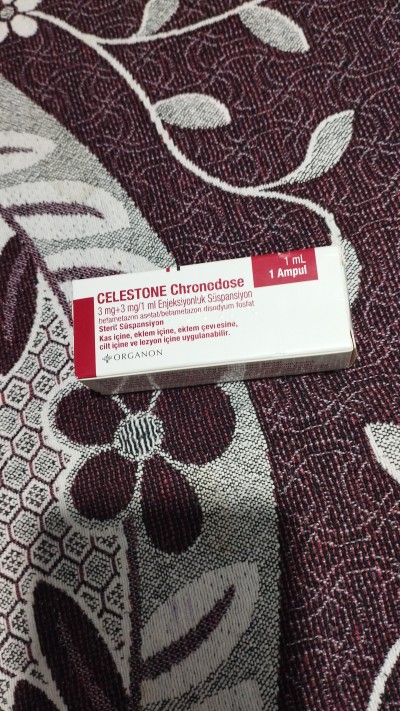 1 mL
1 Ampul
CELESTONE Chronodose
3 mg+3 mg/1 ml Enjeksiyonluk Süspansiyon
betametazon asetat/betametazon disodyum fosfat
Steril Süspansiyon
Kas içine, eklem içine, eklem çevresine,
cilt içine ve lezyon içine uygulanabilir.
ORGANON